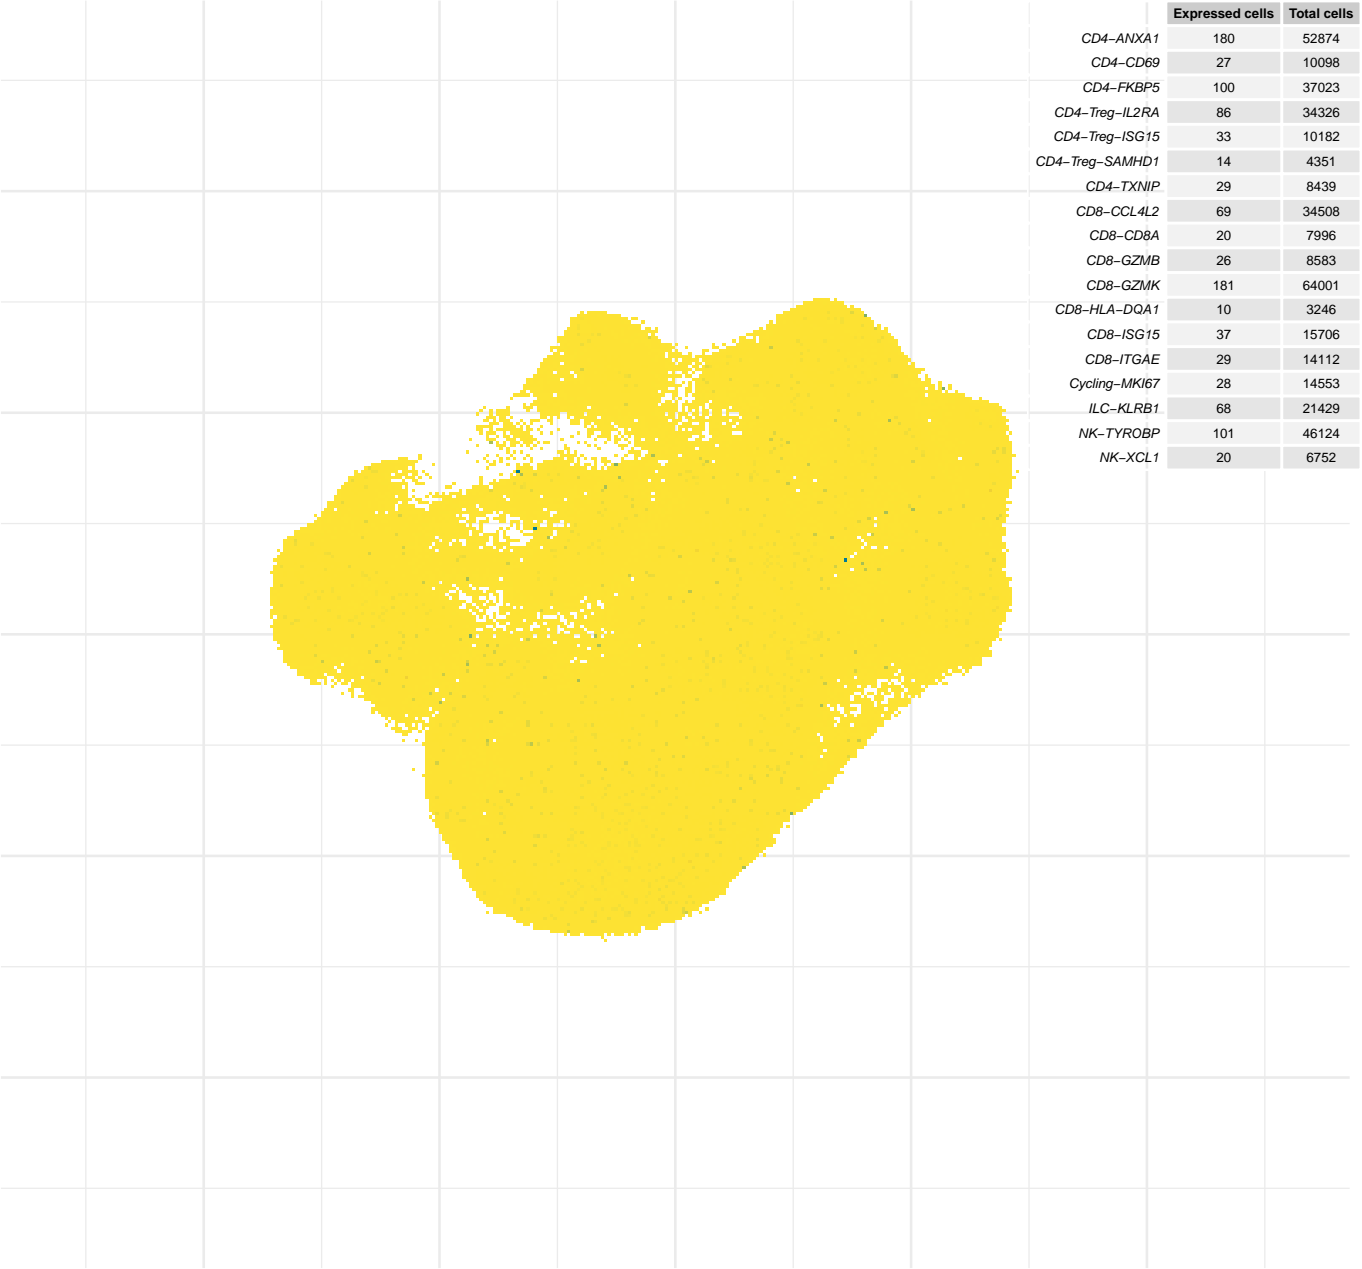 Expressed cells Total cells
CD4−ANXA1 180 52874
CD4−CD69 27 10098
CD4−FKBP5 100 37023
CD4−Treg−IL2RA 86 34326
CD4−Treg−ISG15 33 10182
CD4−Treg−SAMHD1 14 4351
CD4−TXNIP 29 8439
CD8−CCL4L2 69 34508
CD8−CD8A 20 7996
CD8−GZMB 26 8583
CD8−GZMK 181 64001
CD8−HLA−DQA1 10 3246
CD8−ISG15 37 15706
CD8−ITGAE 29 14112
Cycling−MKI67 28 14553
ILC−KLRB1 68 21429
NK−TYROBP 101 46124
NK−XCL1 20 6752